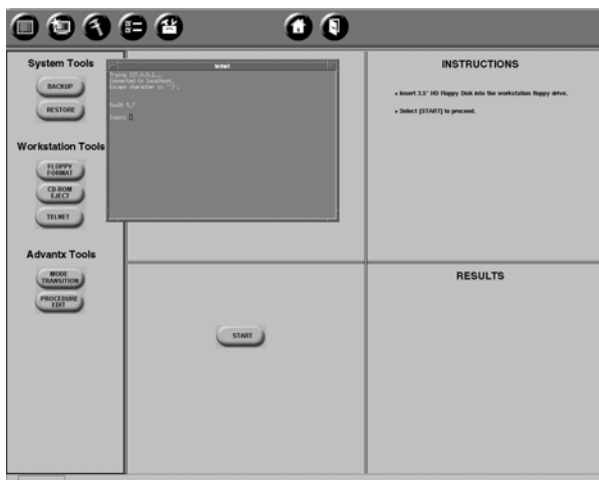 System Tools
BACKUP
RESTORE
Workstation Tools
FLOPPY
FORMAT
CD-ROM
EJECT
TELNET
Advantx Tools
MODE
TRANSITION
PROCEDURE
EDIT
telnet
Trying 127.0.0.1...
Connected to localhost.
Escape character is '^]'.
SunOS 5.7
login:
START
INSTRUCTIONS
• Insert 3.5" HD Floppy Disk into the workstation floppy drive.
• Select [START] to proceed.
RESULTS